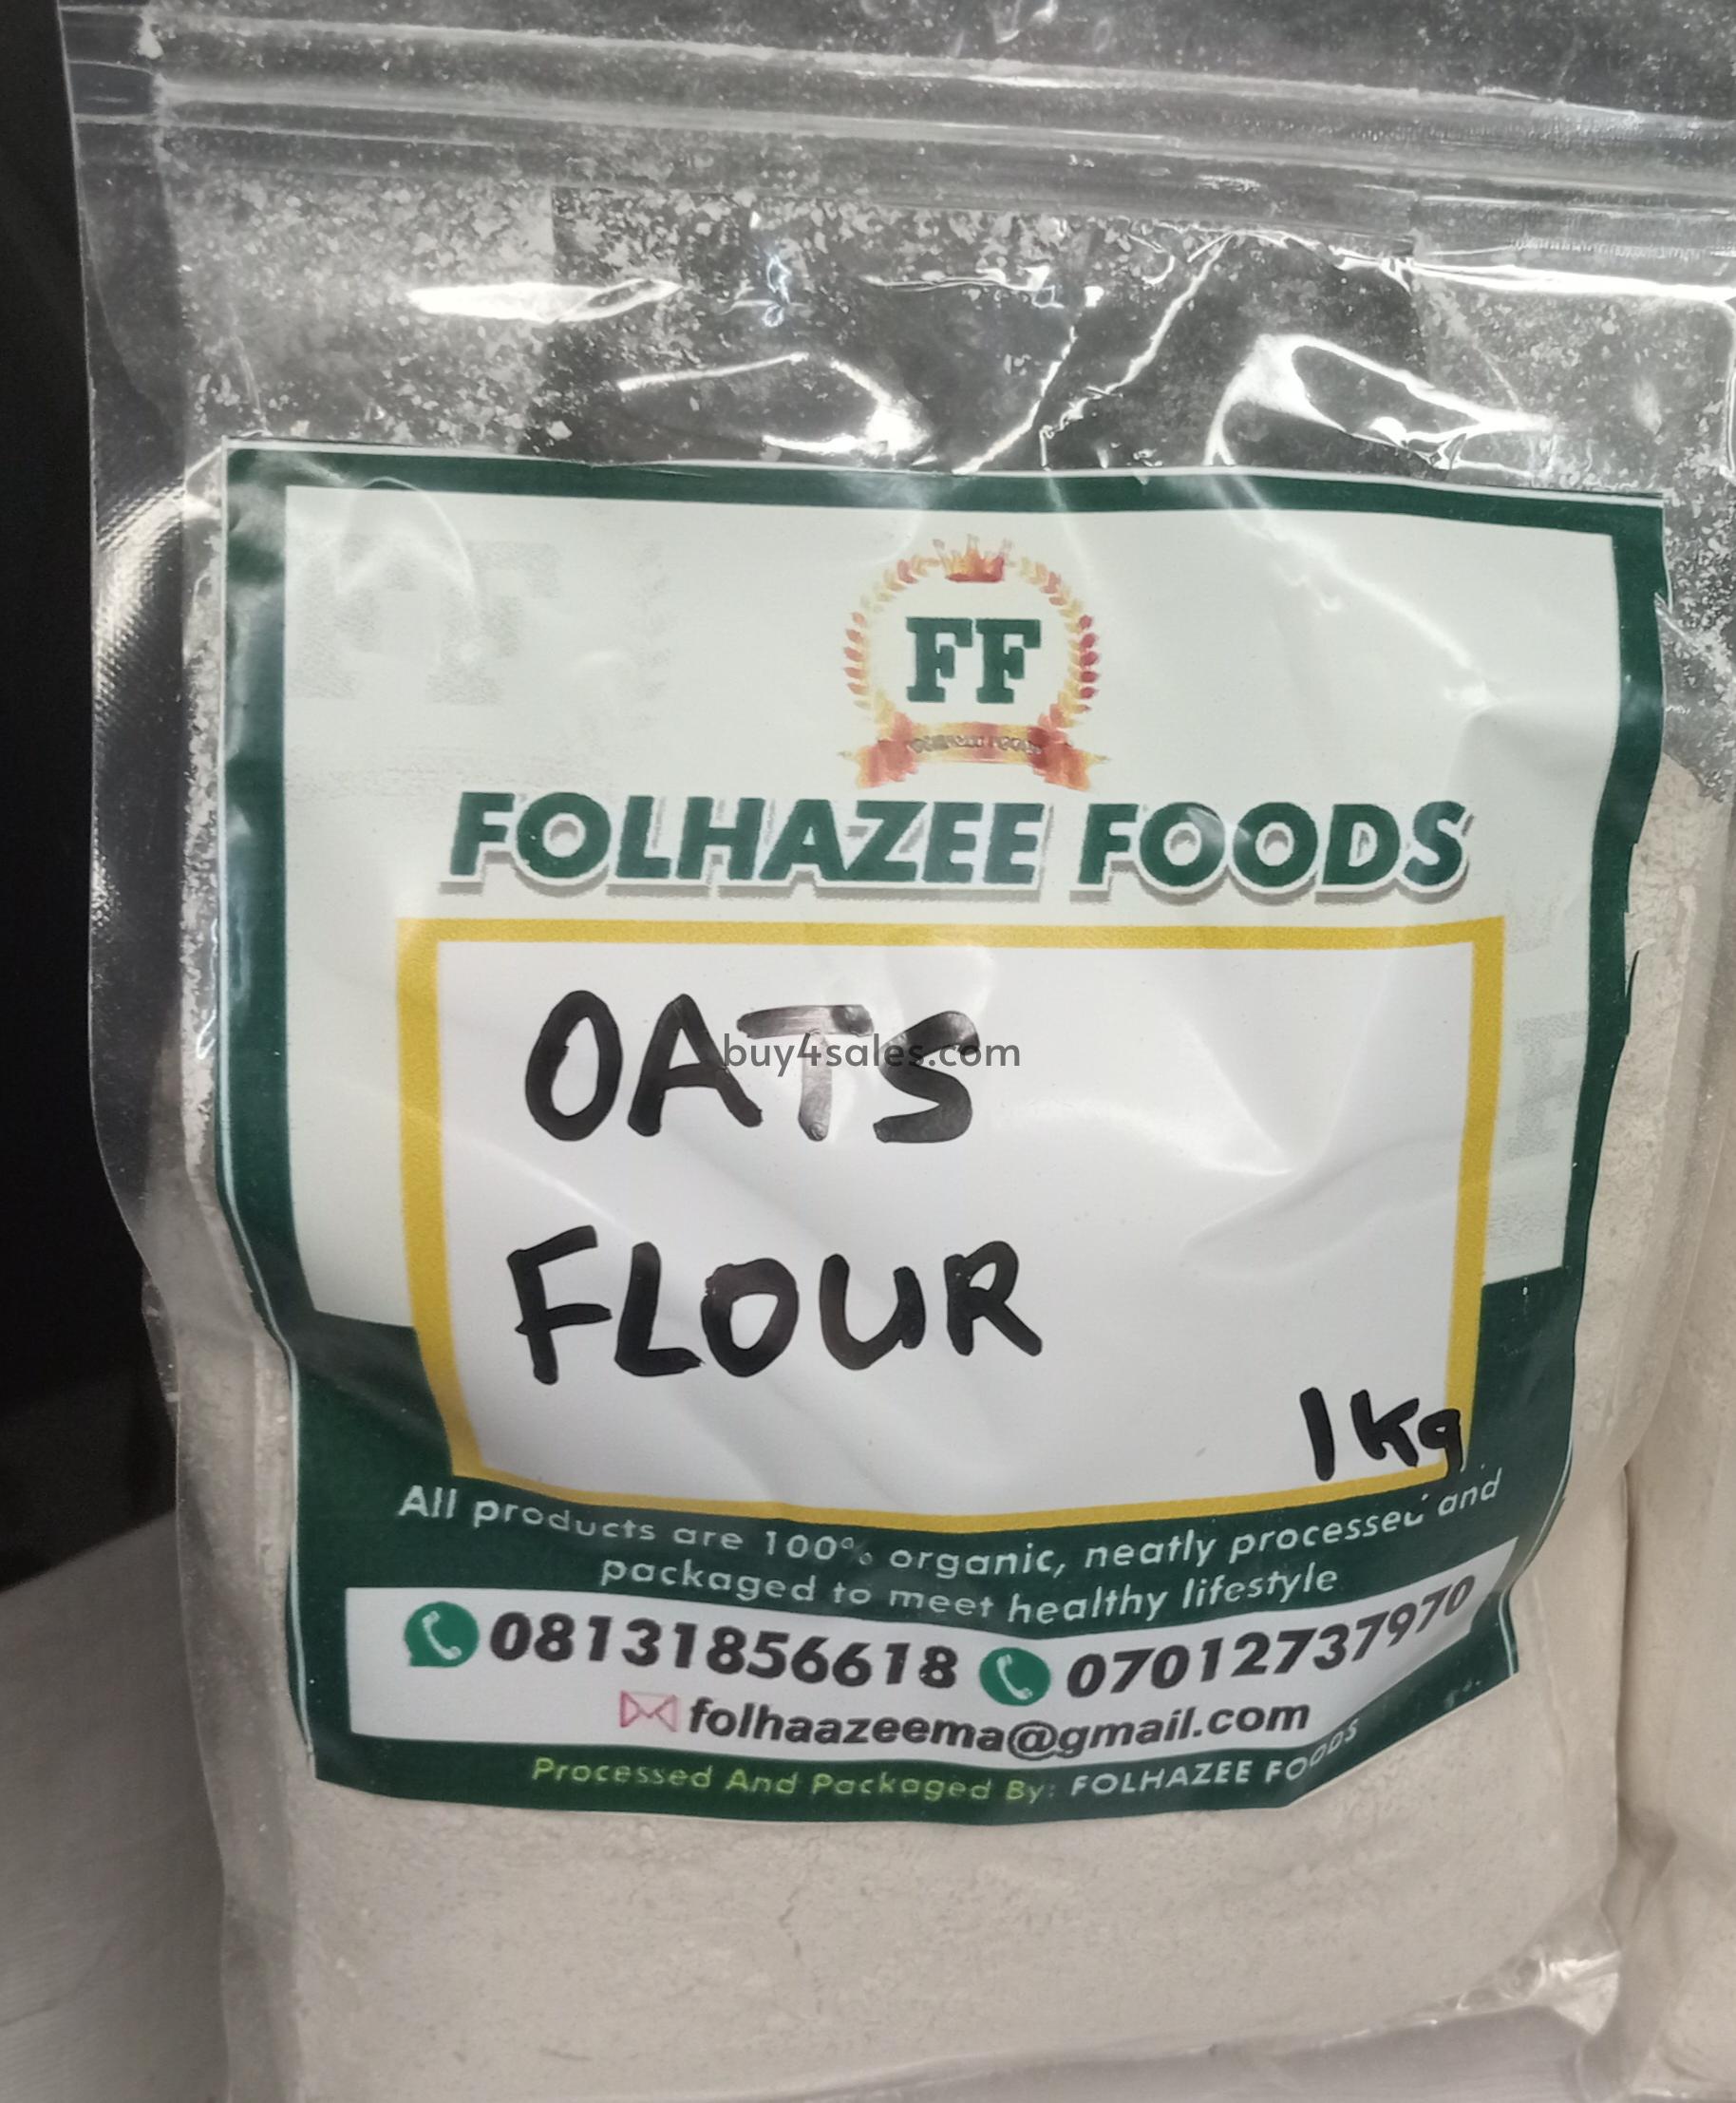 FF
FOLHAZEE FOODS
OATS
buy4sales.com
FLOUR
1kg
All products are 100% organic, neatly processed and
packaged to meet healthy lifestyle
08131856618 07012737970
folhaazeema@gmail.com
Processed And Packaged By: FOLHAZEE FOODS